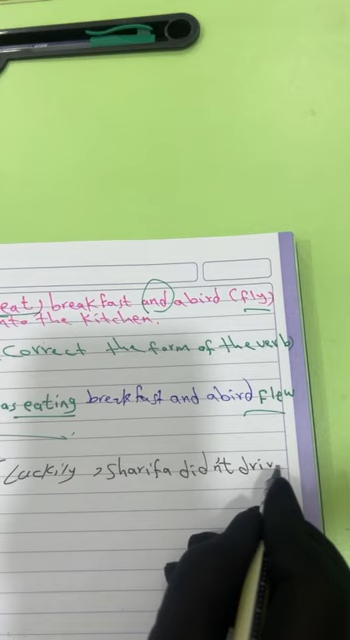 eat) breakfast and a bird (fly)
into the kitchen.
Correct the form of the verb)
as eating breakfast and a bird flew
Luckily, Sharifa didn't driv